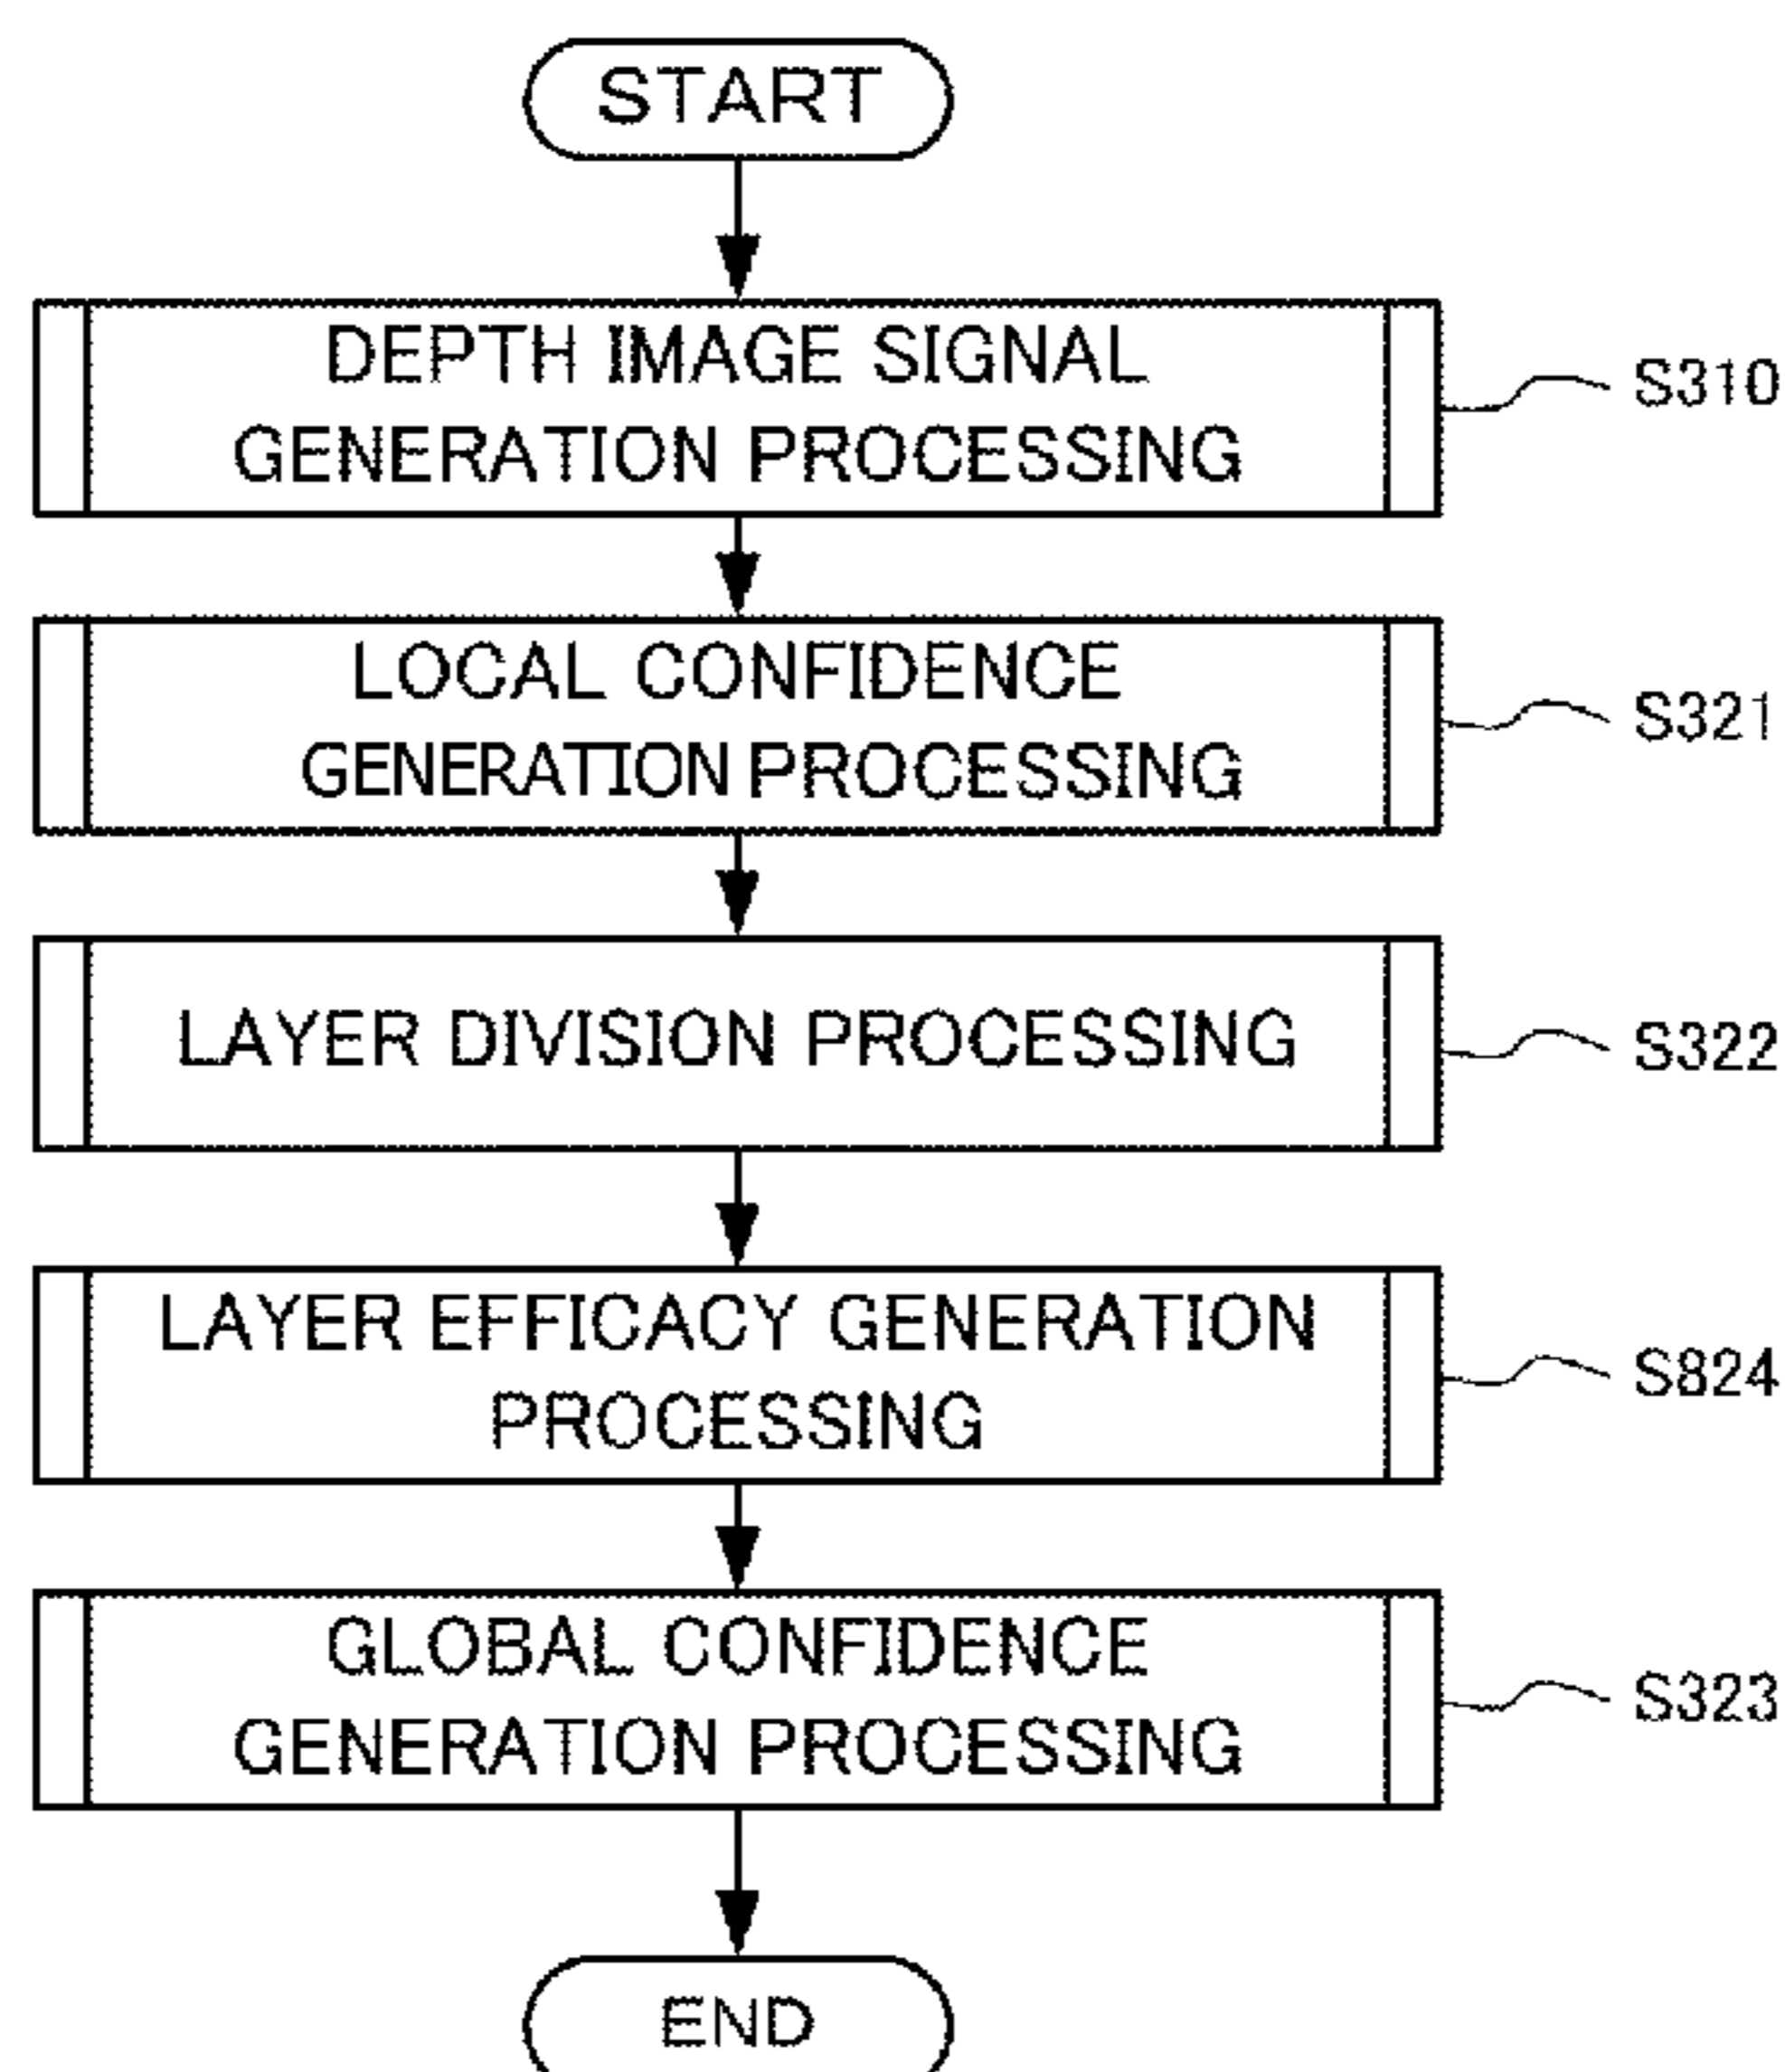 START
DEPTH IMAGE SIGNAL
GENERATION PROCESSING
S310
LOCAL CONFIDENCE
GENERATION PROCESSING
S321
LAYER DIVISION PROCESSING
S322
LAYER EFFICACY GENERATION
PROCESSING
S824
GLOBAL CONFIDENCE
GENERATION PROCESSING
S323
END